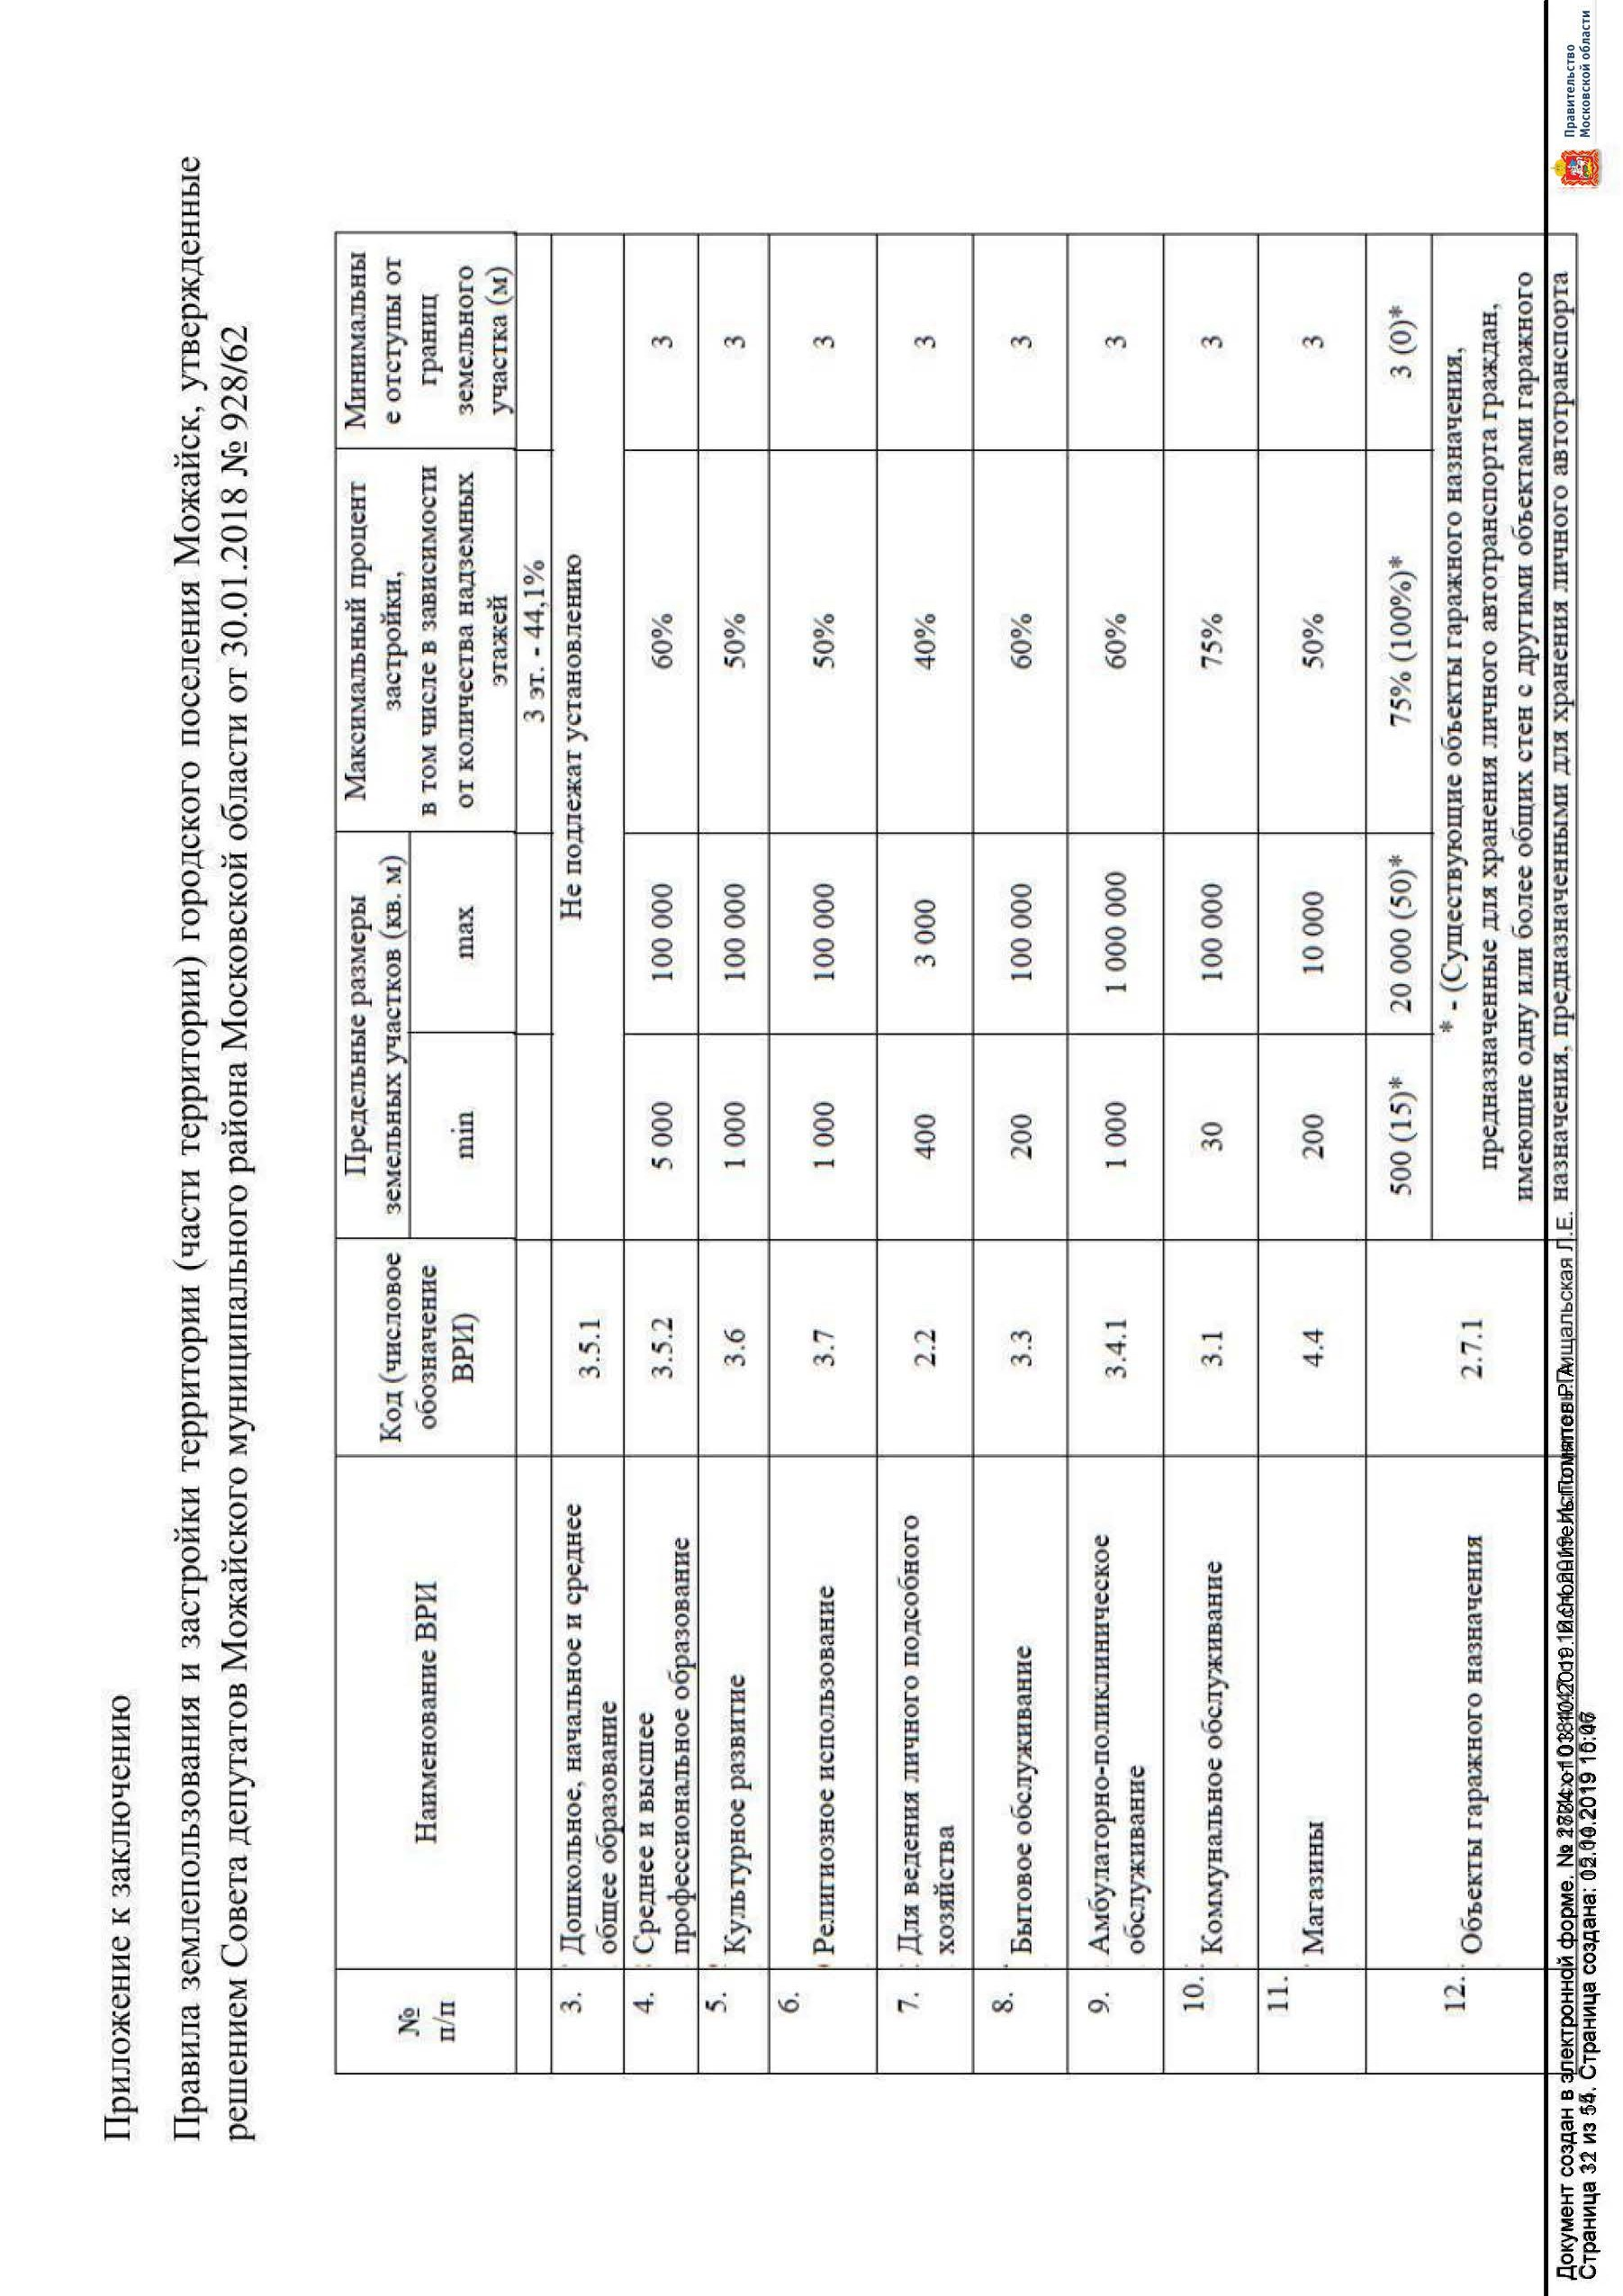 Приложение к заключению
Правила землепользования и застройки территории (части территории) городского поселения Можайск, утвержденные
решением Совета депутатов Можайского муниципального района Московской области от 30.01.2018 № 928/62
№
п/п
Наименование ВРИ
Код (числовое
обозначение
ВРИ)
Предельные размеры
земельных участков (кв. м)
min
max
Максимальный процент
застройки,
в том числе в зависимости
от количества надземных
этажей
Минимальны
е отступы от
границ
земельного
участка (м)
3 эт. - 44,1%
3. Дошкольное, начальное и среднее
общее образование
3.5.1 Не подлежат установлению
4. Среднее и высшее
профессиональное образование
3.5.2 5 000 100 000 60% 3
5. Культурное развитие 3.6 1 000 100 000 50% 3
6. Религиозное использование 3.7 1 000 100 000 50% 3
7. Для ведения личного подсобного
хозяйства
2.2 400 3 000 40% 3
8. Бытовое обслуживание 3.3 200 100 000 60% 3
9. Амбулаторно-поликлиническое
обслуживание
3.4.1 1 000 1 000 000 60% 3
10. Коммунальное обслуживание 3.1 30 100 000 75% 3
11. Магазины 4.4 200 10 000 50% 3
12. Объекты гаражного назначения 2.7.1 500 (15)* 20 000 (50)* 75% (100%)* 3 (0)*
* - (Существующие объекты гаражного назначения,
предназначенные для хранения личного автотранспорта граждан,
имеющие одну или более общих стен с другими объектами гаражного
назначения, предназначенными для хранения личного автотранспорта
Документ создан в электронной форме. №
Страница из Страница создана:
Правительство
Московской области